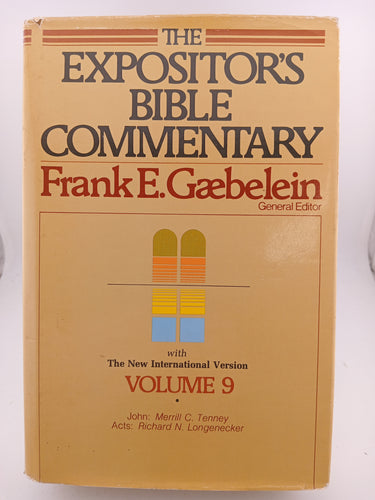 THE
EXPOSITOR'S
BIBLE
COMMENTARY
Frank E. Gæbelein
General Editor
with
The New International Version
VOLUME 9
•
John: Merrill C. Tenney
Acts: Richard N. Longenecker